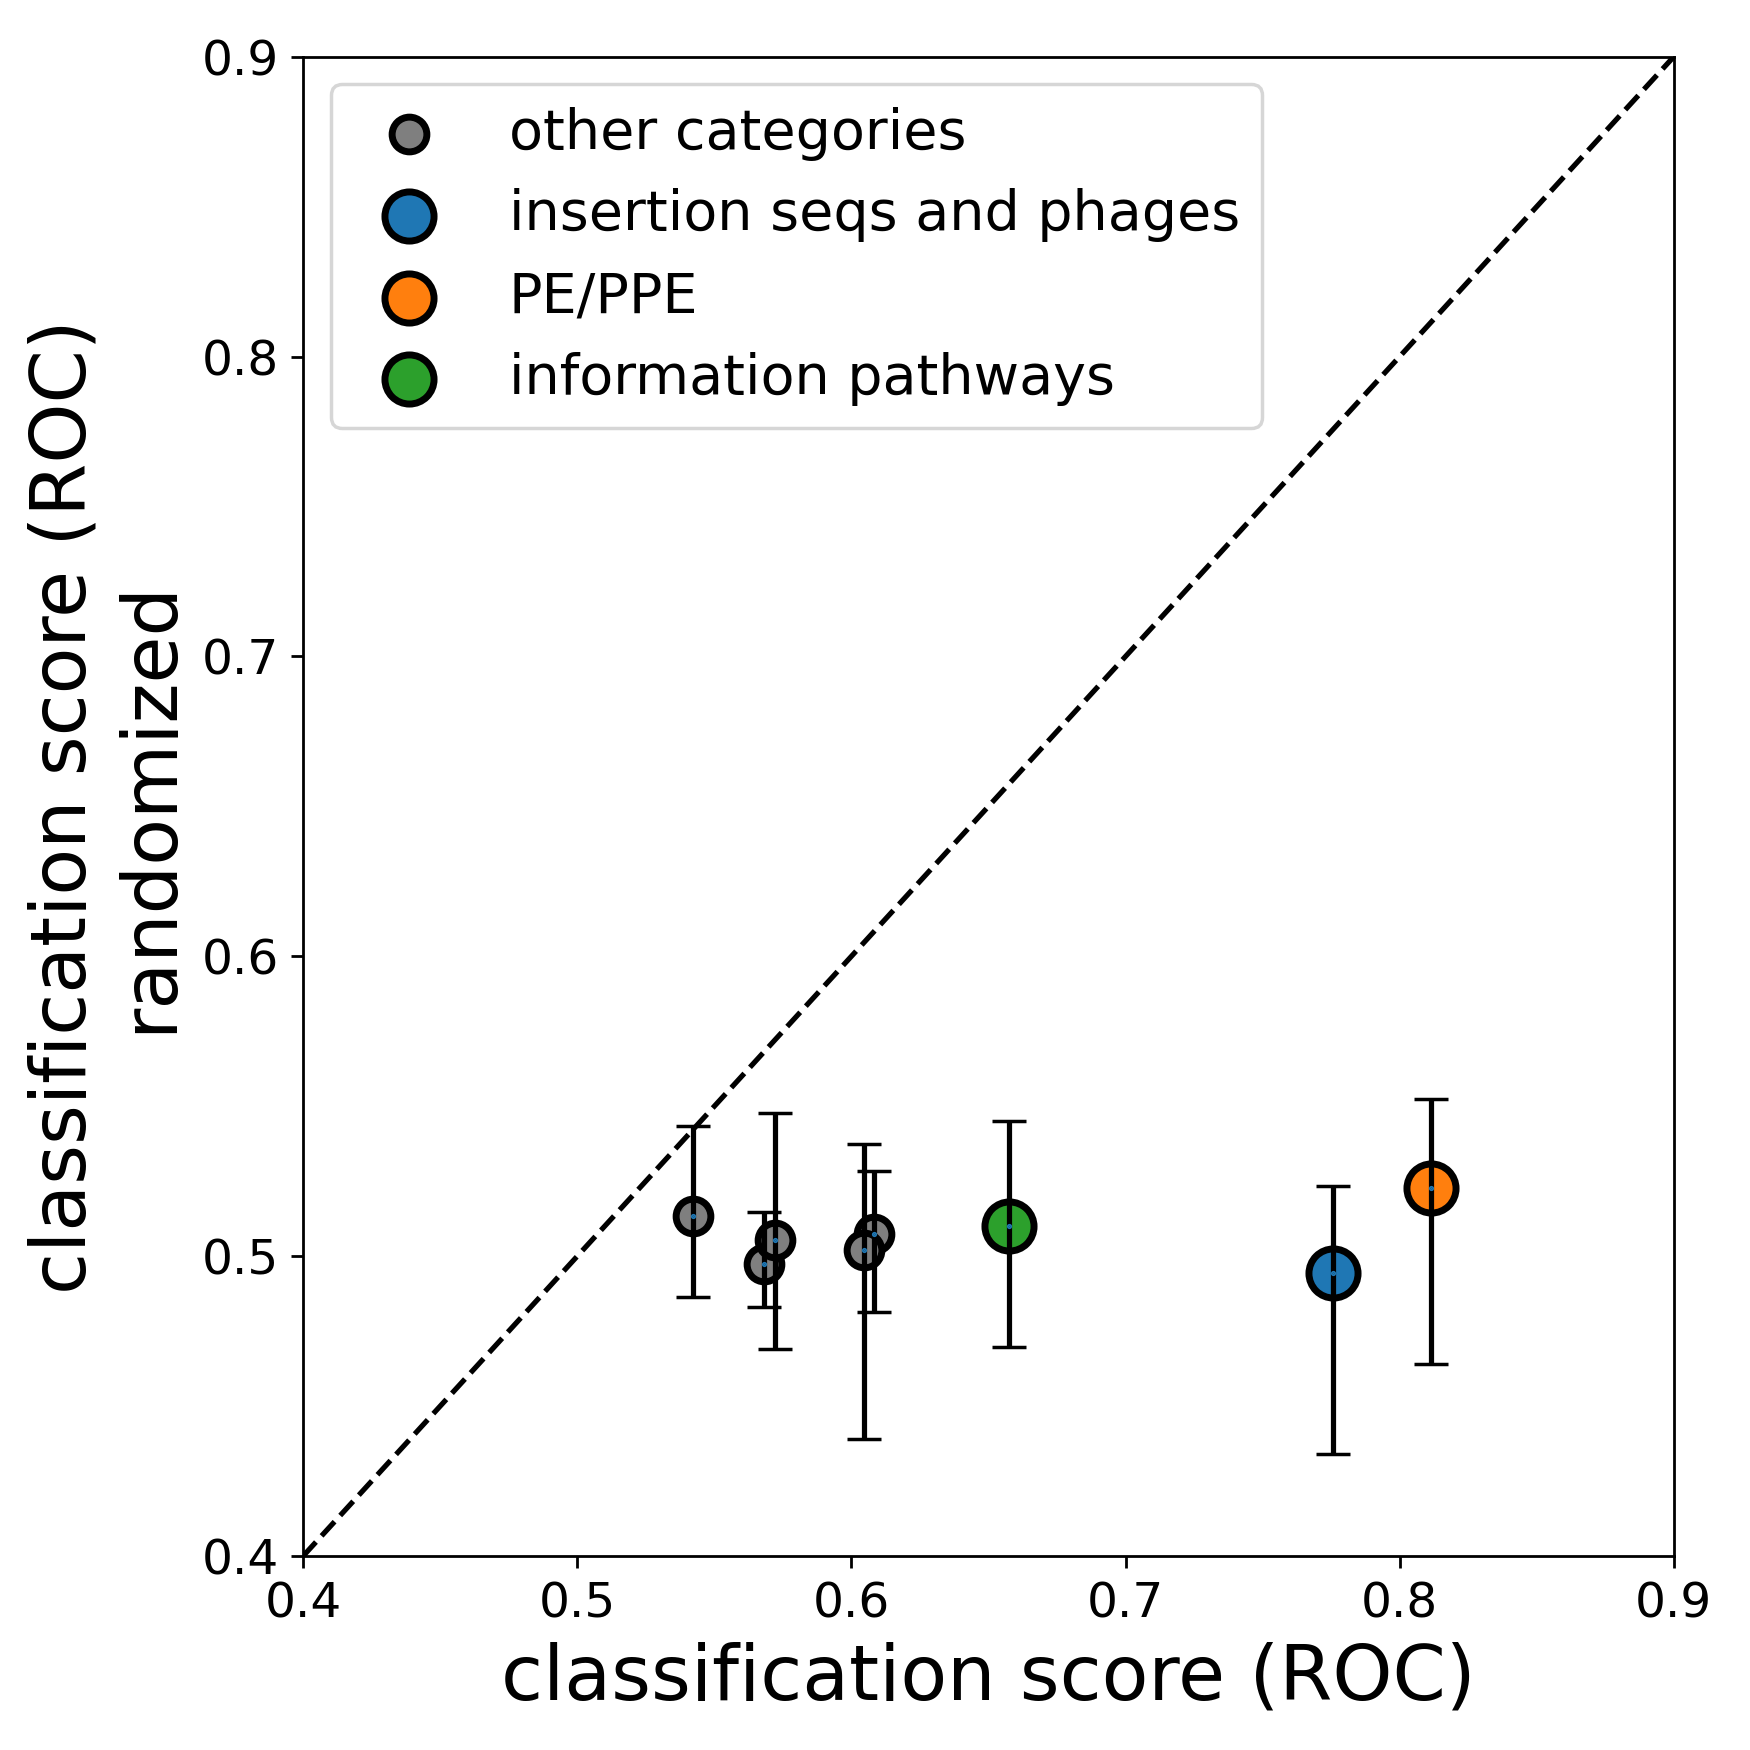 classification score (ROC)
randomized
0.9
0.8
0.7
0.6
0.5
0.4
other categories
insertion seqs and phages
PE/PPE
information pathways
0.4
0.5
0.6
0.7
0.8
0.9
classification score (ROC)